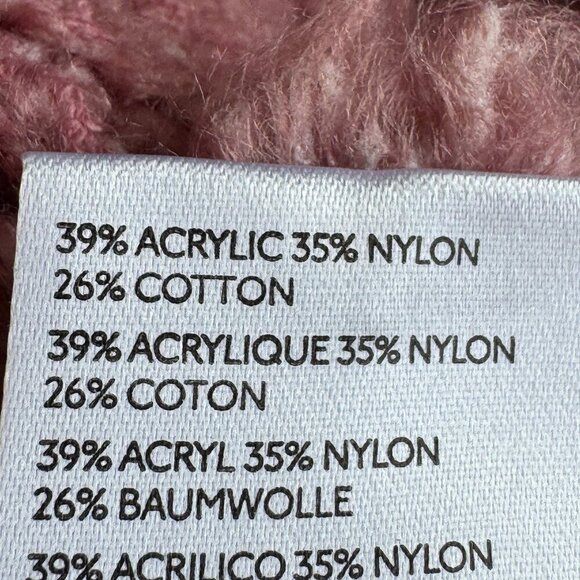 39% ACRYLIC 35% NYLON
26% COTTON
39% ACRYLIQUE 35% NYLON
26% COTON
39% ACRYL 35% NYLON
26% BAUMWOLLE
39% ACRILICO 35% NYLON